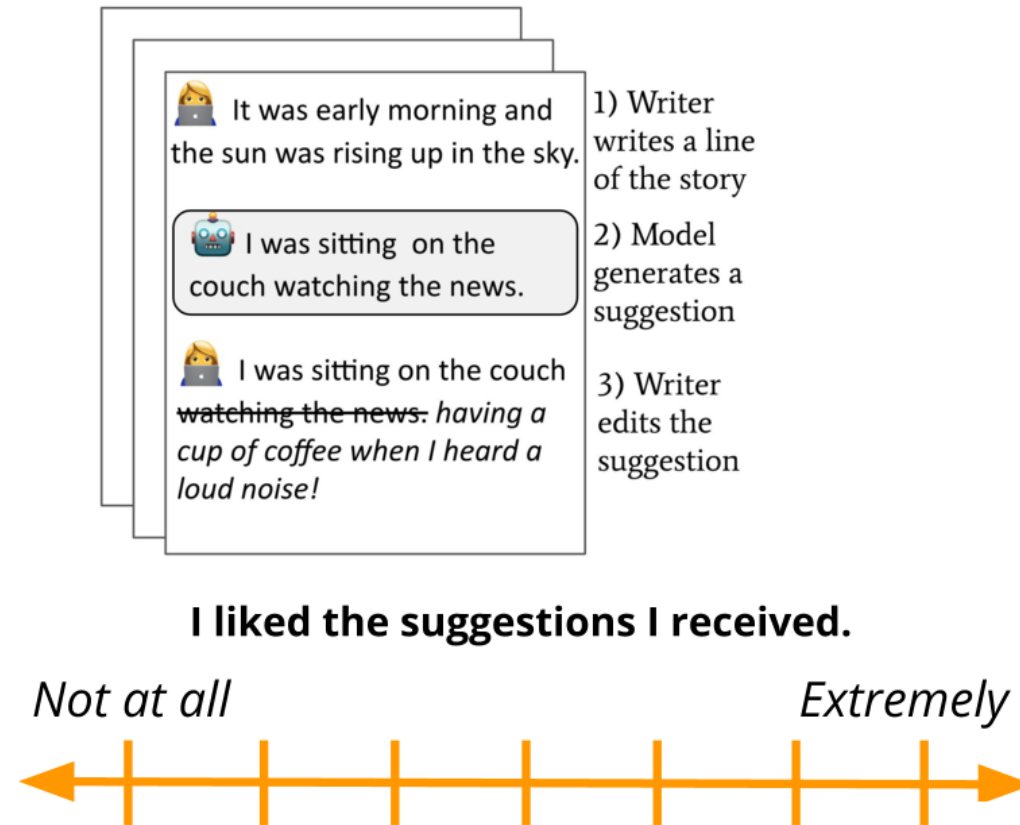 It was early morning and
the sun was rising up in the sky.
1) Writer
writes a line
of the story
I was sitting on the
couch watching the news.
2) Model
generates a
suggestion
I was sitting on the couch
watching the news. having a
cup of coffee when I heard a
loud noise!
3) Writer
edits the
suggestion
I liked the suggestions I received.
Not at all
Extremely